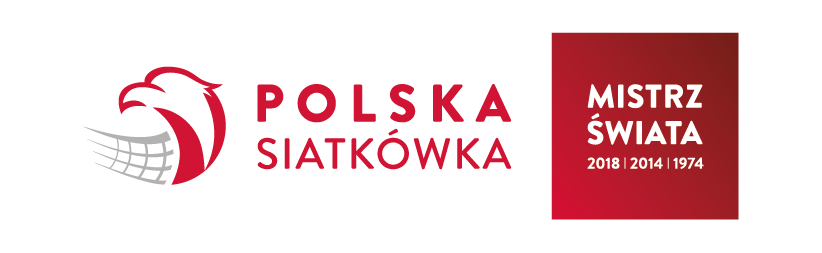 POLSKA
SIATKÓWKA
MISTRZ
ŚWIATA
2018 | 2014 | 1974